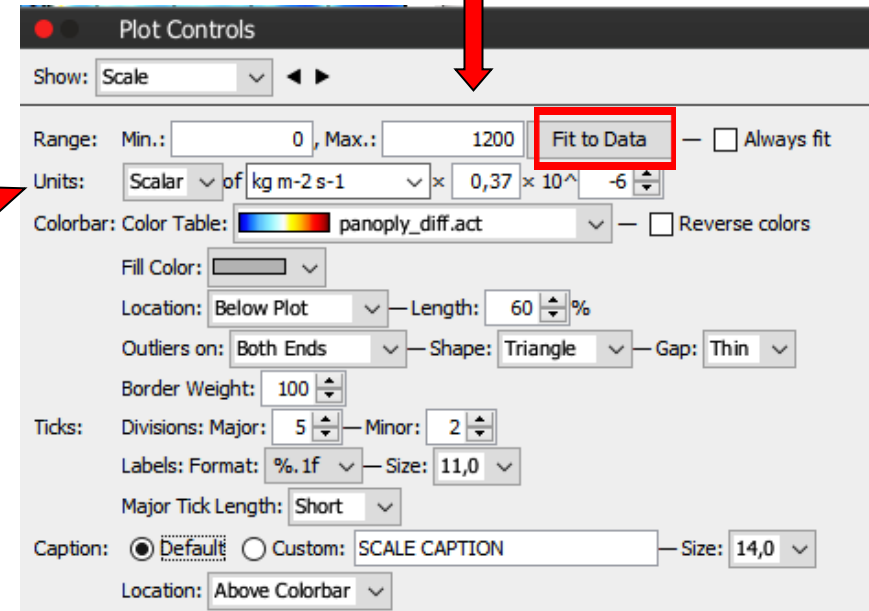 Plot Controls
Show: Scale
Range: Min.: 0 , Max.: 1200 Fit to Data — Always fit
Units: Scalar of kg m-2 s-1 × 0,37 × 10^ -6
Colorbar: Color Table: panoply_diff.act — Reverse colors
Fill Color:
Location: Below Plot — Length: 60 %
Outliers on: Both Ends — Shape: Triangle — Gap: Thin
Border Weight: 100
Ticks: Divisions: Major: 5 — Minor: 2
Labels: Format: %.1f — Size: 11,0
Major Tick Length: Short
Caption: Default Custom: SCALE CAPTION — Size: 14,0
Location: Above Colorbar